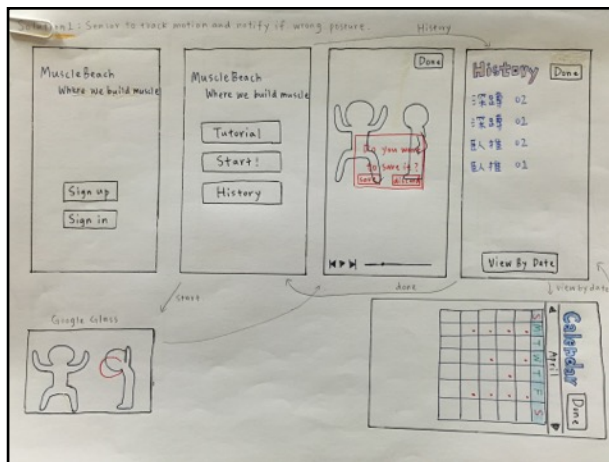 Solution 1: Sensor to track motion and notify if wrong posture.
MuscleBeach
Where we build muscle
Sign up
Sign in
MuscleBeach
Where we build muscle
Tutorial
Start!
History
History
Done
Do you want
to save it?
History
Done
深蹲 02
深蹲 02
臥推 02
臥推 01
View By Date
start
done
view by date
Google Glass
Calendar
Done
April
S M T W T F S